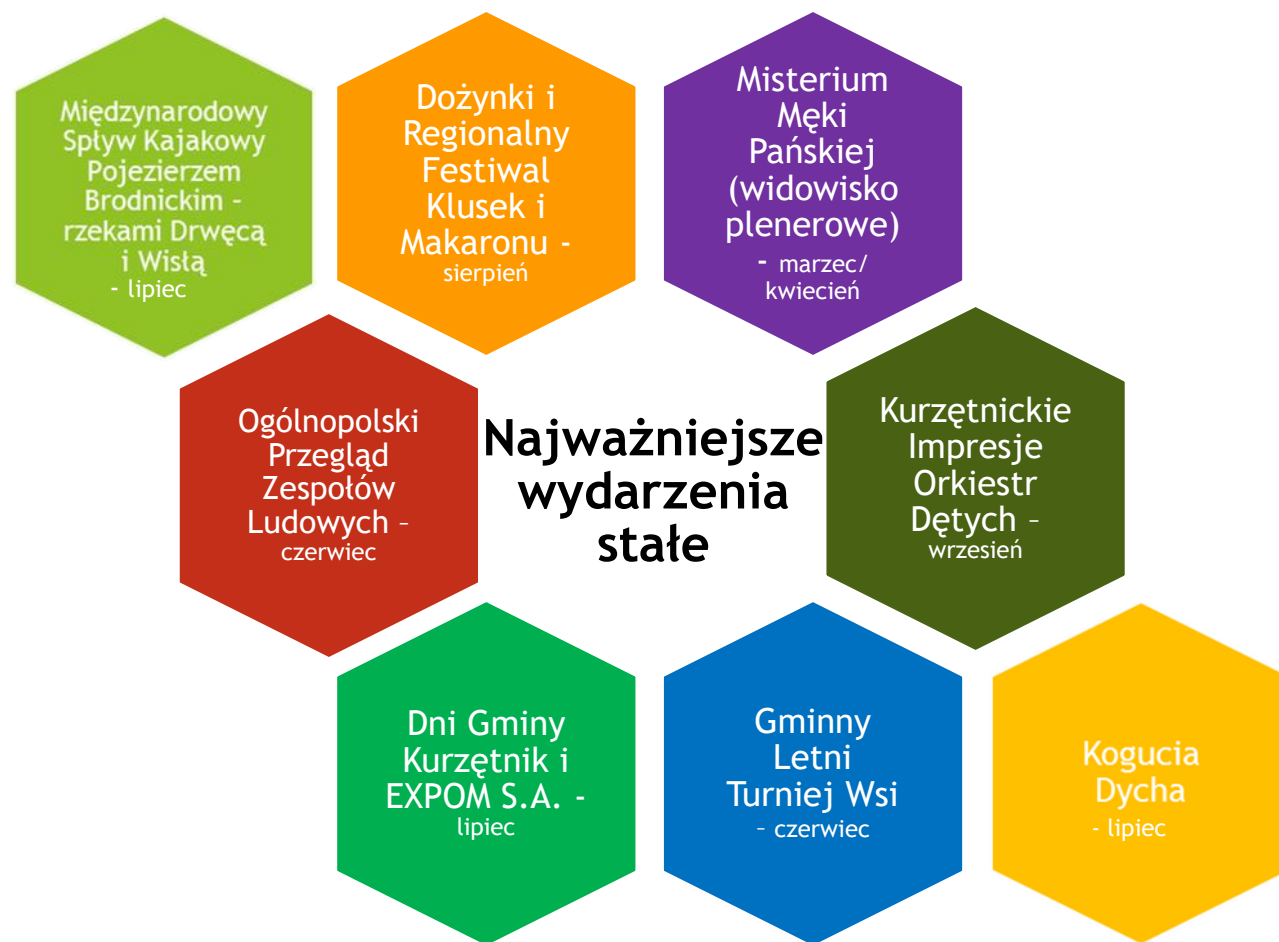 Międzynarodowy
Spływ Kajakowy
Pojezierzem
Brodnickim -
rzekami Drwęcą
i Wisłą
- lipiec
Dożynki i
Regionalny
Festiwal
Klusek i
Makaronu -
sierpień
Misterium
Męki
Pańskiej
(widowisko
plenerowe)
- marzec/
kwiecień
Ogólnopolski
Przegląd
Zespołów
Ludowych –
czerwiec
Najważniejsze
wydarzenia
stałe
Kurzętnickie
Impresje
Orkiestr
Dętych –
wrzesień
Dni Gminy
Kurzętnik i
EXPOM S.A. -
lipiec
Gminny
Letni
Turniej Wsi
– czerwiec
Kogucia
Dycha
- lipiec